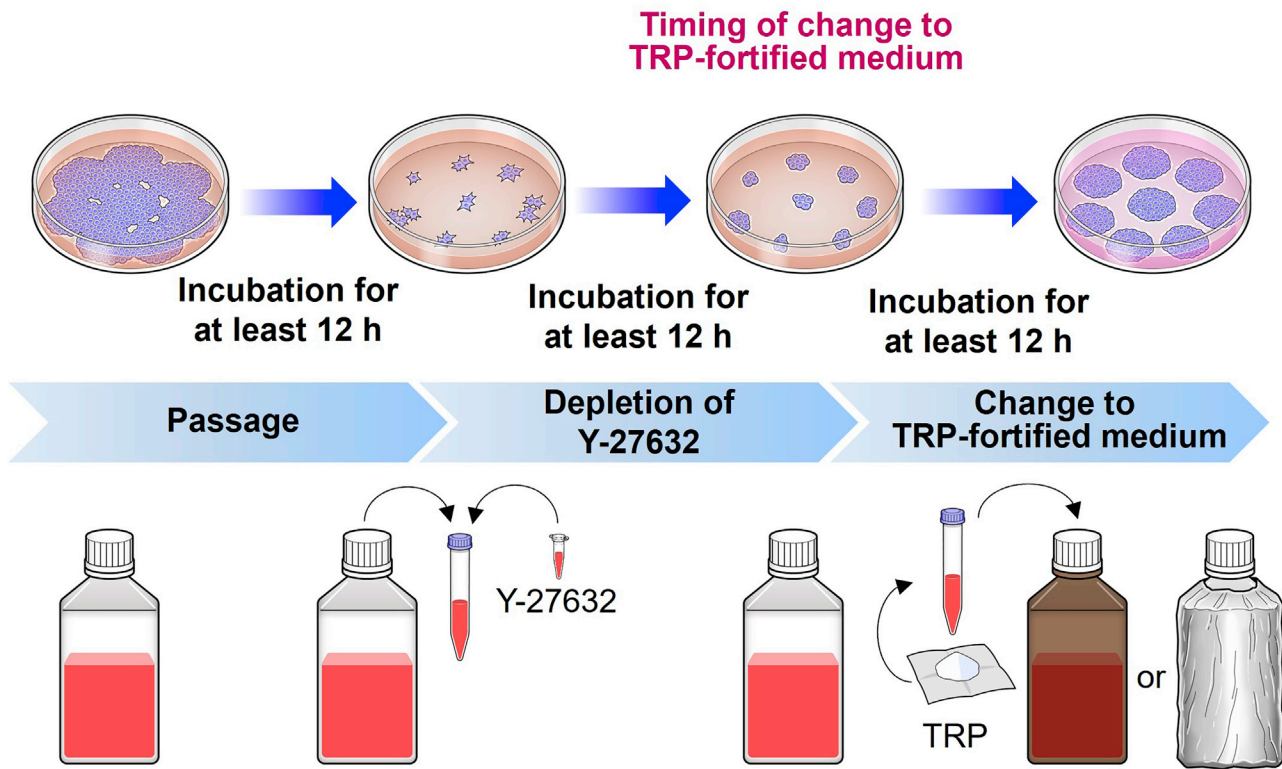 Timing of change to
TRP-fortified medium
Incubation for
at least 12 h
Incubation for
at least 12 h
Incubation for
at least 12 h
Passage
Depletion of
Y-27632
Change to
TRP-fortified medium
Y-27632
TRP
or